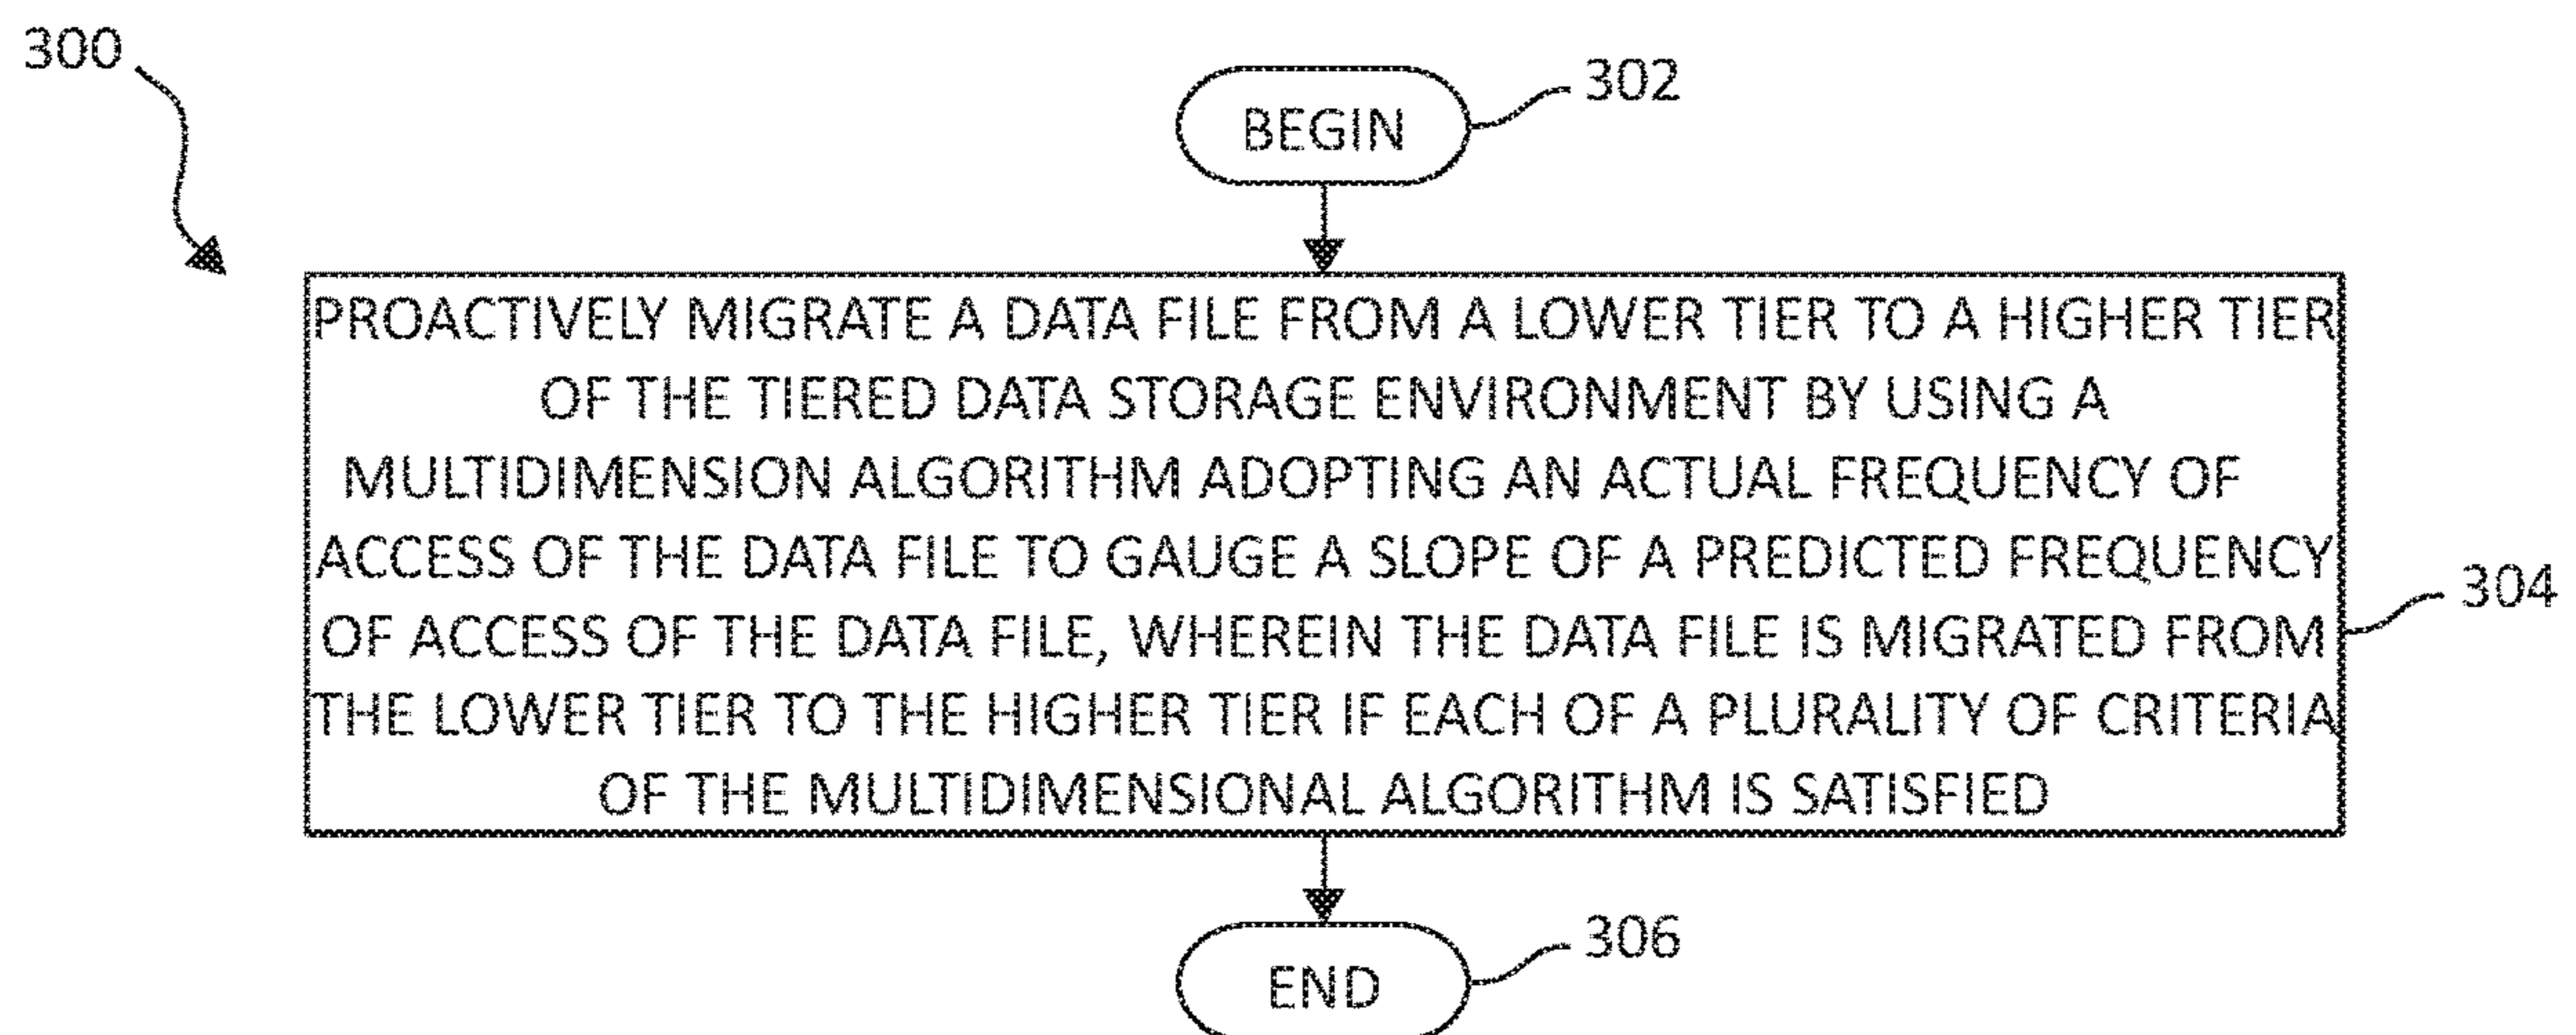 300
BEGIN
302
PROACTIVELY MIGRATE A DATA FILE FROM A LOWER TIER TO A HIGHER TIER
OF THE TIERED DATA STORAGE ENVIRONMENT BY USING A
MULTIDIMENSION ALGORITHM ADOPTING AN ACTUAL FREQUENCY OF
ACCESS OF THE DATA FILE TO GAUGE A SLOPE OF A PREDICTED FREQUENCY
OF ACCESS OF THE DATA FILE, WHEREIN THE DATA FILE IS MIGRATED FROM
THE LOWER TIER TO THE HIGHER TIER IF EACH OF A PLURALITY OF CRITERIA
OF THE MULTIDIMENSIONAL ALGORITHM IS SATISFIED
304
END
306